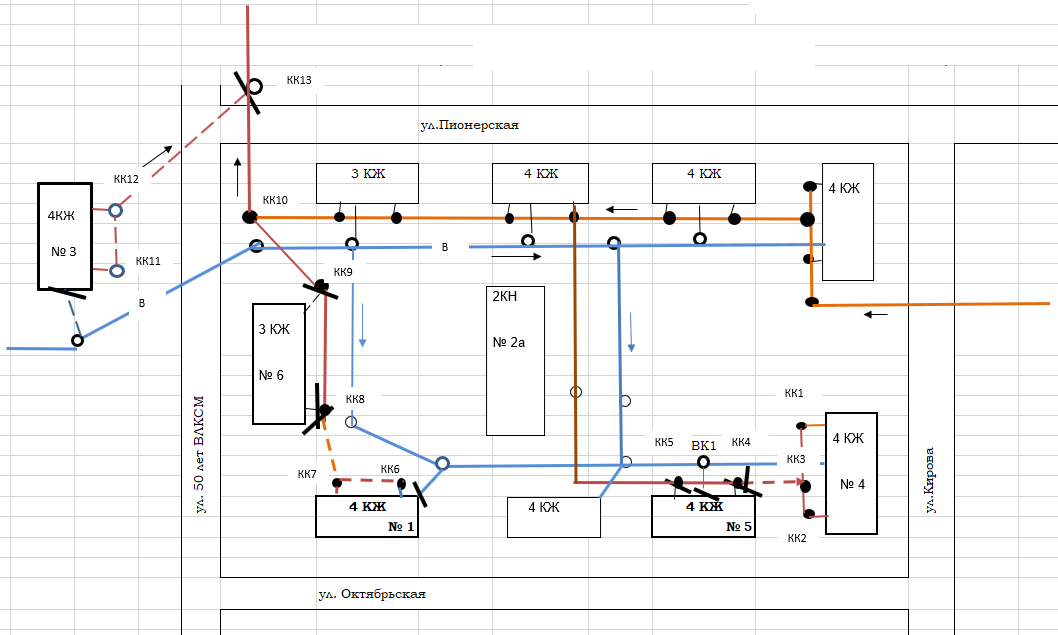 КК13
ул.Пионерская
3 КЖ
4 КЖ
4 КЖ
4 КЖ
КК12
КК10
4КЖ
№ 3
КК11
В
В
КК9
2КН
№ 2а
3 КЖ
№ 6
КК8
КК1
ул. 50 лет ВЛКСМ
КК5
ВК1
КК4
КК3
4 КЖ
№ 4
ул.Кирова
КК7
КК6
4 КЖ
№ 1
4 КЖ
4 КЖ
№ 5
КК2
ул. Октябрьская